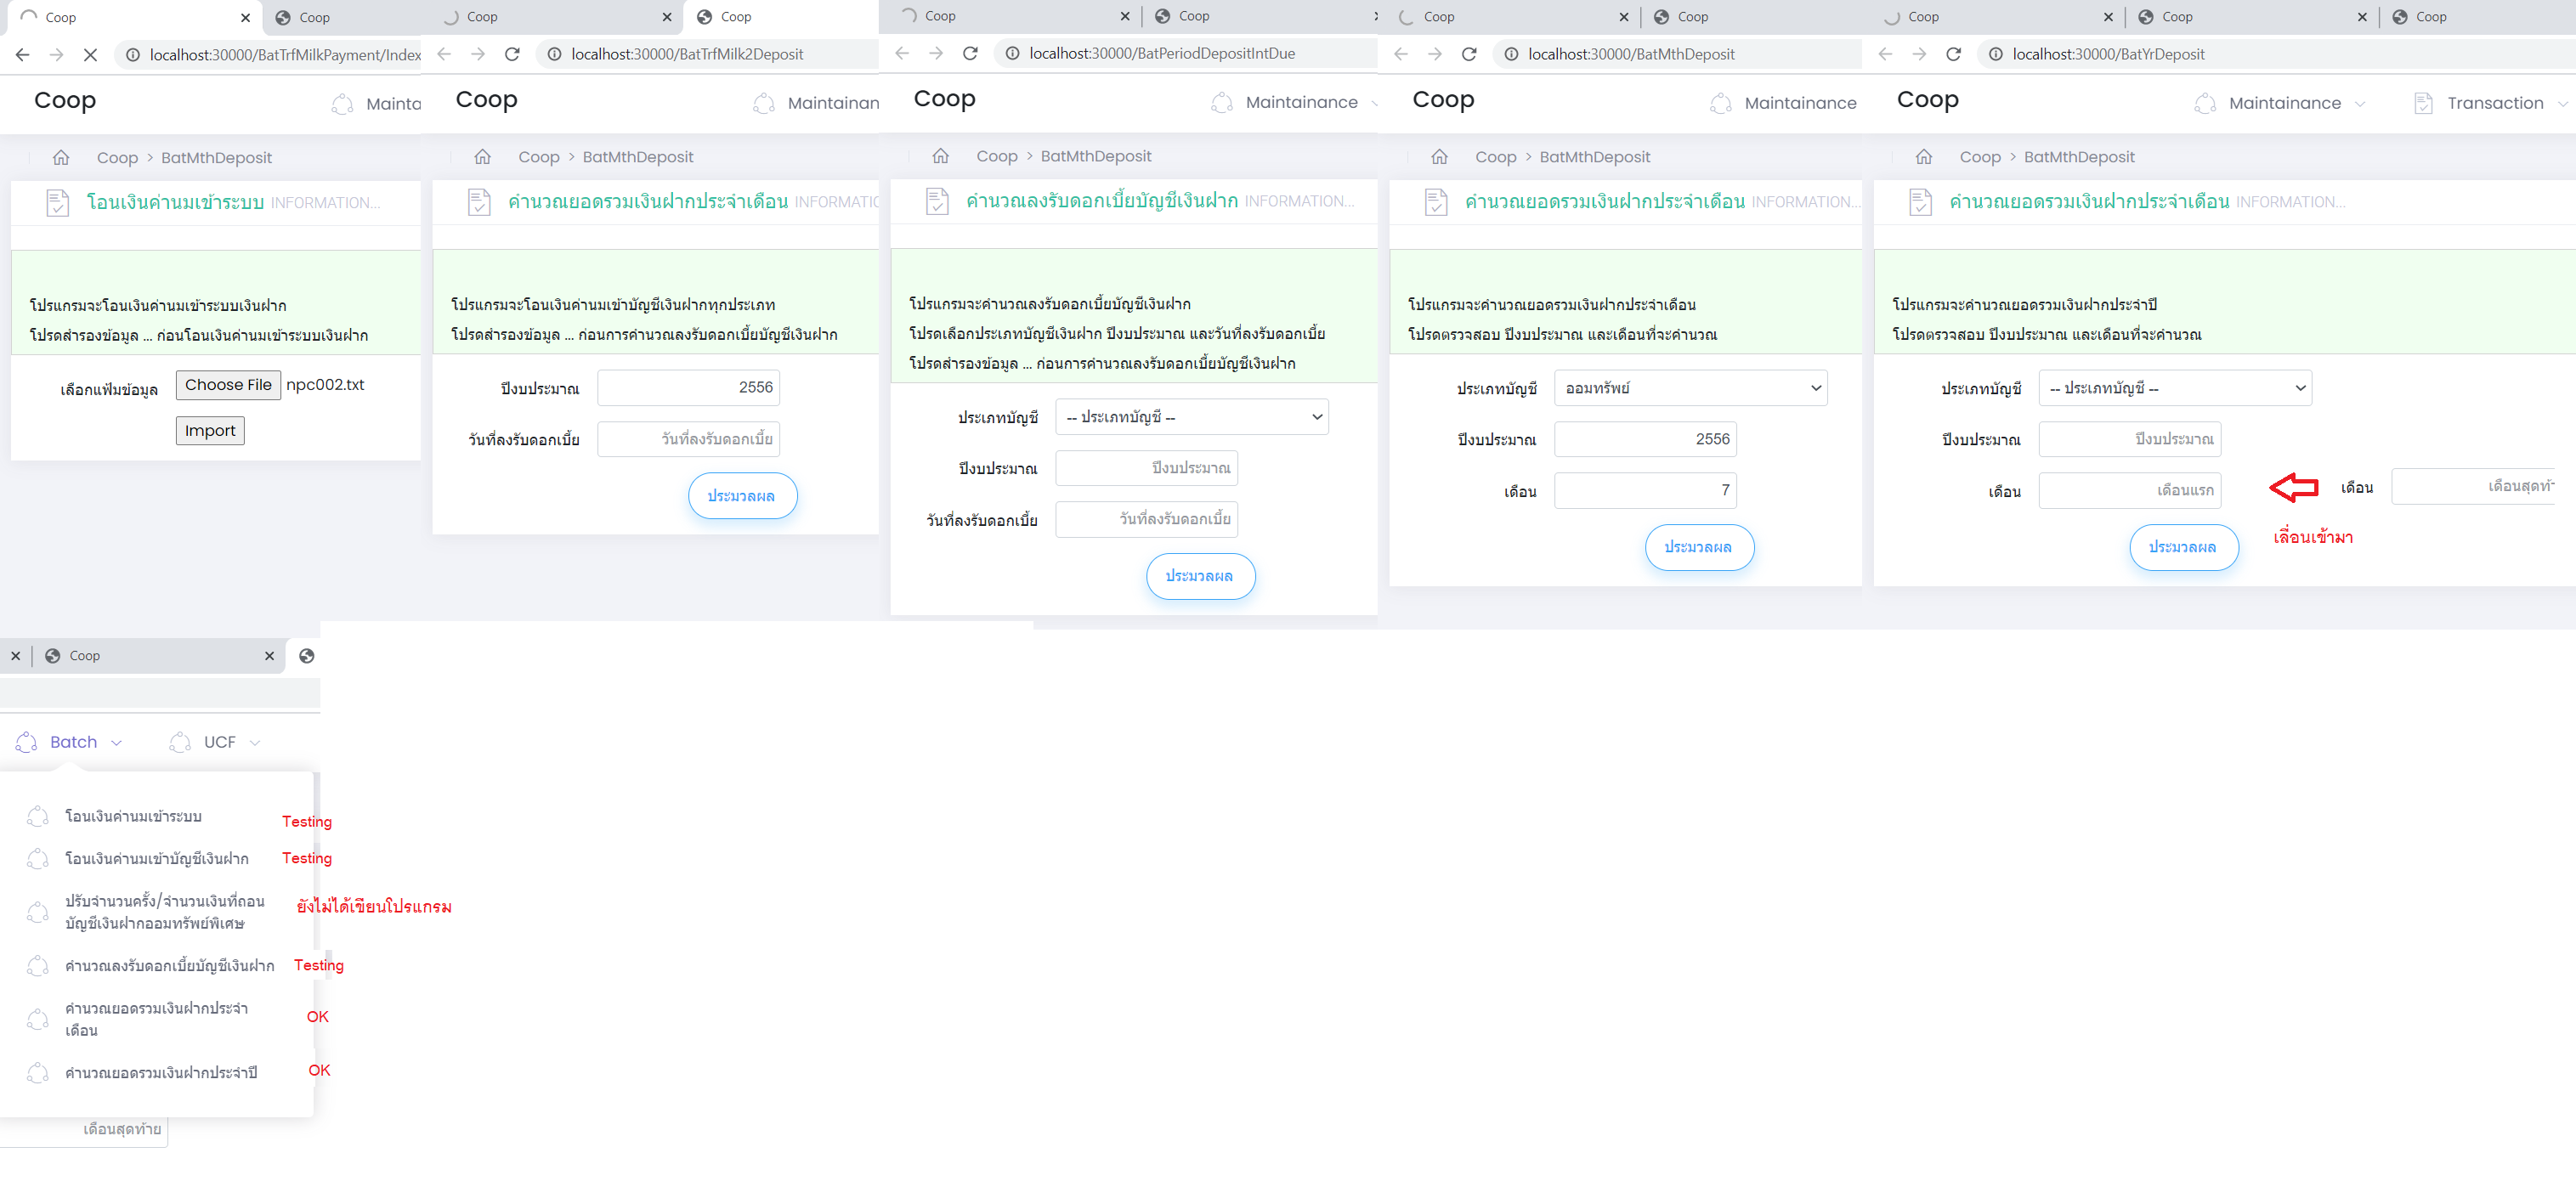 Coop
Coop
localhost:30000/BatTrfMilkPayment/Index
Coop
Mainta
Coop > BatMthDeposit
โอนเงินค่านมเข้าระบบ INFORMATION...
โปรแกรมจะโอนเงินค่านมเข้าระบบเงินฝาก
โปรดสำรองข้อมูล ... ก่อนโอนเงินค่านมเข้าระบบเงินฝาก
เลือกแฟ้มข้อมูล Choose File npc002.txt
Import
Coop
Coop
localhost:30000/BatTrfMilk2Deposit
Coop
Maintainan
Coop > BatMthDeposit
คำนวณยอดรวมเงินฝากประจำเดือน INFORMATIO
โปรแกรมจะโอนเงินค่านมเข้าบัญชีเงินฝากทุกประเภท
โปรดสำรองข้อมูล ... ก่อนการคำนวณลงรับดอกเบี้ยบัญชีเงินฝาก
ปีงบประมาณ 2556
วันที่ลงรับดอกเบี้ย วันที่ลงรับดอกเบี้ย
ประมวลผล
Coop
Coop
localhost:30000/BatPeriodDepositIntDue
Coop
Maintainance
Coop > BatMthDeposit
คำนวณลงรับดอกเบี้ยบัญชีเงินฝาก INFORMATION...
โปรแกรมจะคำนวณลงรับดอกเบี้ยบัญชีเงินฝาก
โปรดเลือกประเภทบัญชีเงินฝาก ปีงบประมาณ และวันที่ลงรับดอกเบี้ย
โปรดสำรองข้อมูล ... ก่อนการคำนวณลงรับดอกเบี้ยบัญชีเงินฝาก
ประเภทบัญชี -- ประเภทบัญชี --
ปีงบประมาณ ปีงบประมาณ
วันที่ลงรับดอกเบี้ย วันที่ลงรับดอกเบี้ย
ประมวลผล
Coop
Coop
localhost:30000/BatMthDeposit
Coop
Maintainance
Coop > BatMthDeposit
คำนวณยอดรวมเงินฝากประจำเดือน INFORMATION...
โปรแกรมจะคำนวณยอดรวมเงินฝากประจำเดือน
โปรดตรวจสอบ ปีงบประมาณ และเดือนที่จะคำนวณ
ประเภทบัญชี ออมทรัพย์
ปีงบประมาณ 2556
เดือน 7
ประมวลผล
Coop
Coop
Coop
localhost:30000/BatYrDeposit
Coop
Maintainance
Transaction
Coop > BatMthDeposit
คำนวณยอดรวมเงินฝากประจำเดือน INFORMATION...
โปรแกรมจะคำนวณยอดรวมเงินฝากประจำปี
โปรดตรวจสอบ ปีงบประมาณ และเดือนที่จะคำนวณ
ประเภทบัญชี -- ประเภทบัญชี --
ปีงบประมาณ ปีงบประมาณ
เดือน เดือนแรก เดือน เดือนสุดท้
เลื่อนเข้ามา
ประมวลผล
Coop
Batch
UCF
โอนเงินค่านมเข้าระบบ Testing
โอนเงินค่านมเข้าบัญชีเงินฝาก Testing
ปรับจำนวนครั้ง/จำนวนเงินที่ถอน
บัญชีเงินฝากออมทรัพย์พิเศษ
ยังไม่ได้เขียนโปรแกรม
คำนวณลงรับดอกเบี้ยบัญชีเงินฝาก Testing
คำนวณยอดรวมเงินฝากประจำ
เดือน
OK
คำนวณยอดรวมเงินฝากประจำปี OK
เดือนสุดท้าย